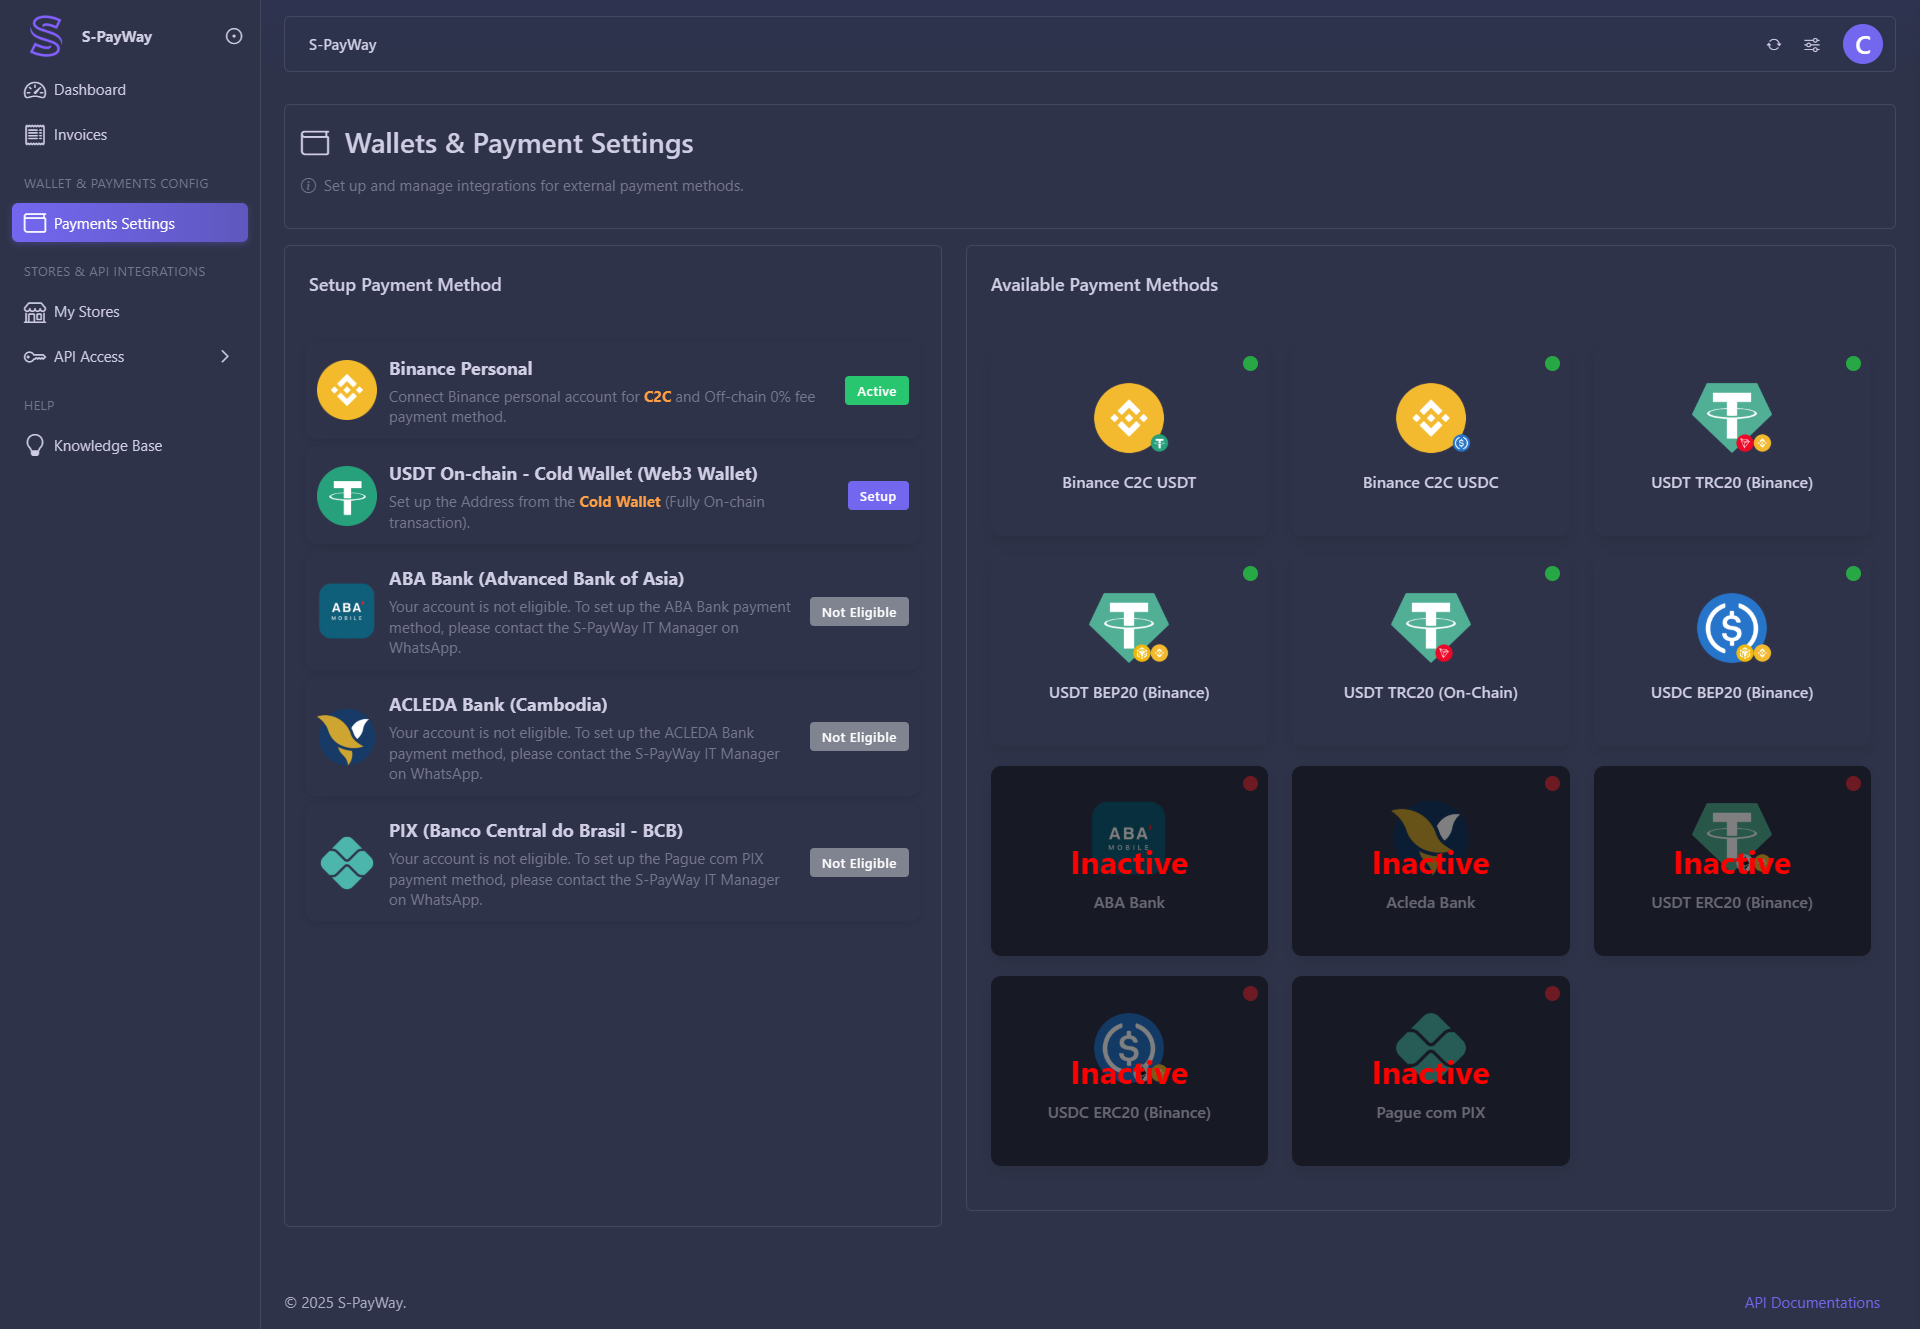 S-PayWay
Dashboard
Invoices
WALLET & PAYMENTS CONFIG
Payments Settings
STORES & API INTEGRATIONS
My Stores
API Access
HELP
Knowledge Base
S-PayWay
C
Wallets & Payment Settings
Set up and manage integrations for external payment methods.
Setup Payment Method
Binance Personal
Connect Binance personal account for C2C and Off-chain 0% fee
payment method.
Active
USDT On-chain - Cold Wallet (Web3 Wallet)
Set up the Address from the Cold Wallet (Fully On-chain
transaction).
Setup
ABA MOBILE
ABA Bank (Advanced Bank of Asia)
Your account is not eligible. To set up the ABA Bank payment
method, please contact the S-PayWay IT Manager on
WhatsApp.
Not Eligible
ACLEDA Bank (Cambodia)
Your account is not eligible. To set up the ACLEDA Bank
payment method, please contact the S-PayWay IT Manager
on WhatsApp.
Not Eligible
PIX (Banco Central do Brasil - BCB)
Your account is not eligible. To set up the Pague com PIX
payment method, please contact the S-PayWay IT Manager
on WhatsApp.
Not Eligible
Available Payment Methods
Binance C2C USDT
Binance C2C USDC
USDT TRC20 (Binance)
USDT BEP20 (Binance)
USDT TRC20 (On-Chain)
USDC BEP20 (Binance)
ABA MOBILE
Inactive
ABA Bank
Inactive
Acleda Bank
Inactive
USDT ERC20 (Binance)
Inactive
USDC ERC20 (Binance)
Inactive
Pague com PIX
© 2025 S-PayWay.
API Documentations